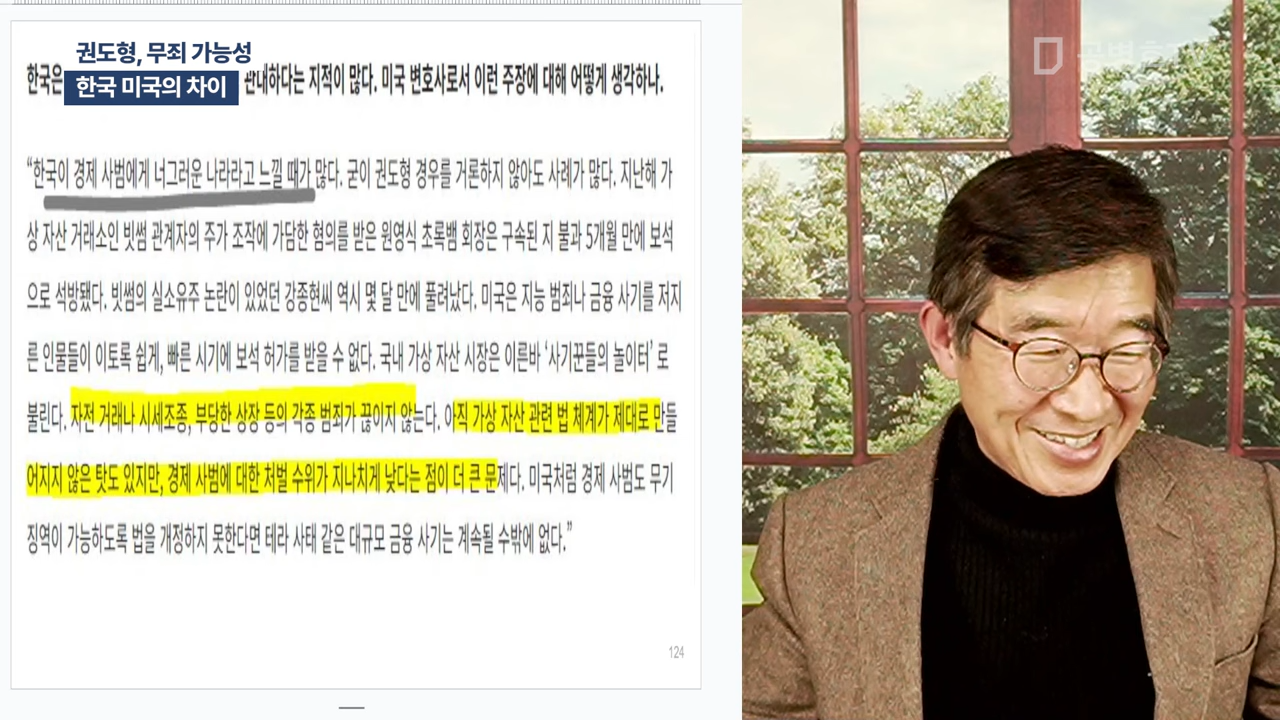 권도형, 무죄 가능성
한국 미국의 차이
한국은 관대하다는 지적이 많다. 미국 변호사로서 이런 주장에 대해 어떻게 생각하나.
“한국이 경제 사범에게 너그러운 나라라고 느낄 때가 많다. 굳이 권도형 경우를 거론하지 않아도 사례가 많다. 지난해 가
상 자산 거래소인 빗썸 관계자의 주가 조작에 가담한 혐의를 받은 원영식 초록뱀 회장은 구속된 지 불과 5개월 만에 보석
으로 석방됐다. 빗썸의 실소유주 논란이 있었던 강종현씨 역시 몇 달 만에 풀려났다. 미국은 지능 범죄나 금융 사기를 저지
른 인물들이 이토록 쉽게, 빠른 시기에 보석 허가를 받을 수 없다. 국내 가상 자산 시장은 이른바 ‘사기꾼들의 놀이터’ 로
불린다. 자전 거래나 시세조종, 부당한 상장 등의 각종 범죄가 끊이지 않는다. 아직 가상 자산 관련 법 체계가 제대로 만들
어지지 않은 탓도 있지만, 경제 사범에 대한 처벌 수위가 지나치게 낮다는 점이 더 큰 문제다. 미국처럼 경제 사범도 무기
징역이 가능하도록 법을 개정하지 못한다면 테라 사태 같은 대규모 금융 사기는 계속될 수밖에 없다.”
124